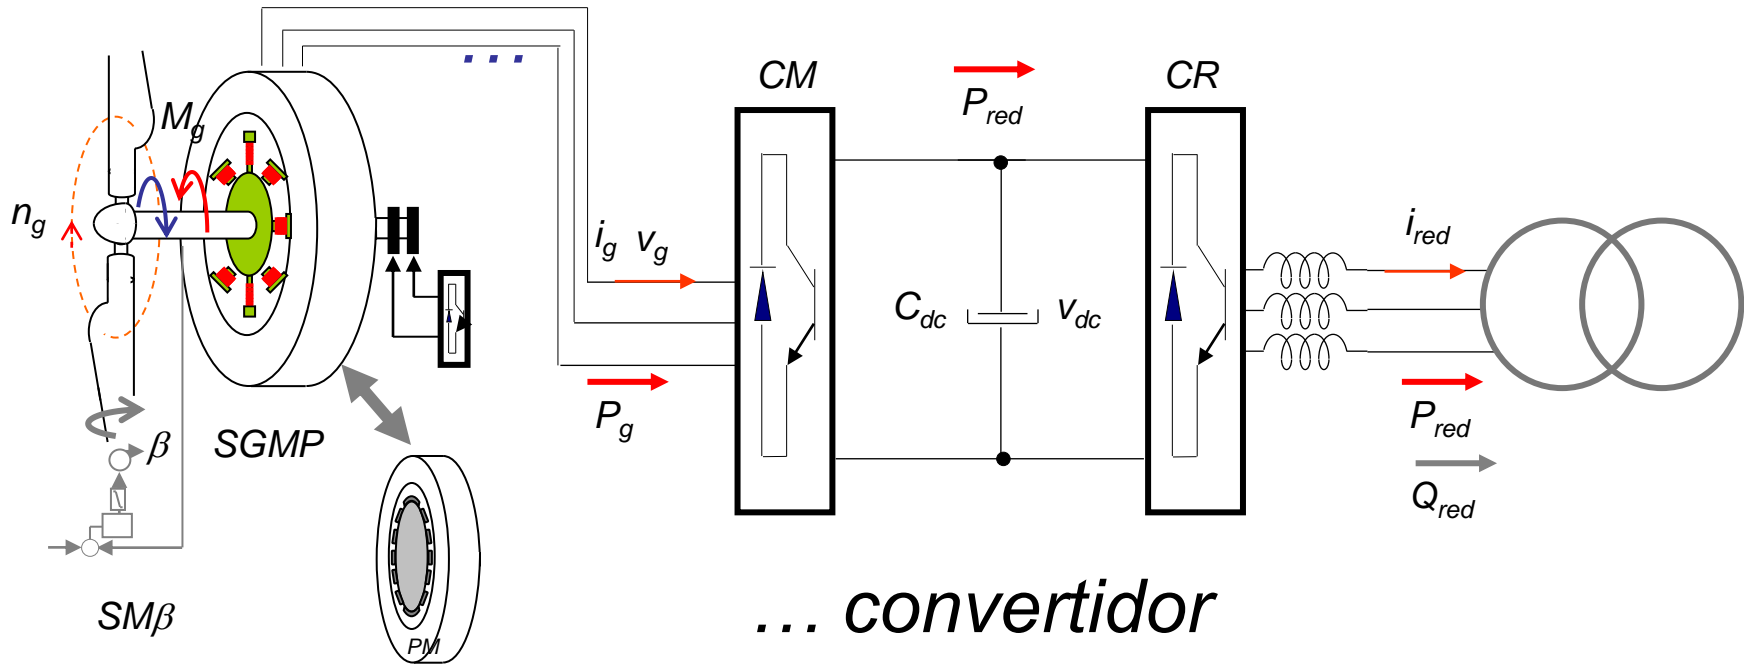 ...
CM
CR
P_red
M_g
n_g
i_g v_g
i_red
C_dc
v_dc
P_g
P_red
SGMP
β
Q_red
SMβ
PM
... convertidor